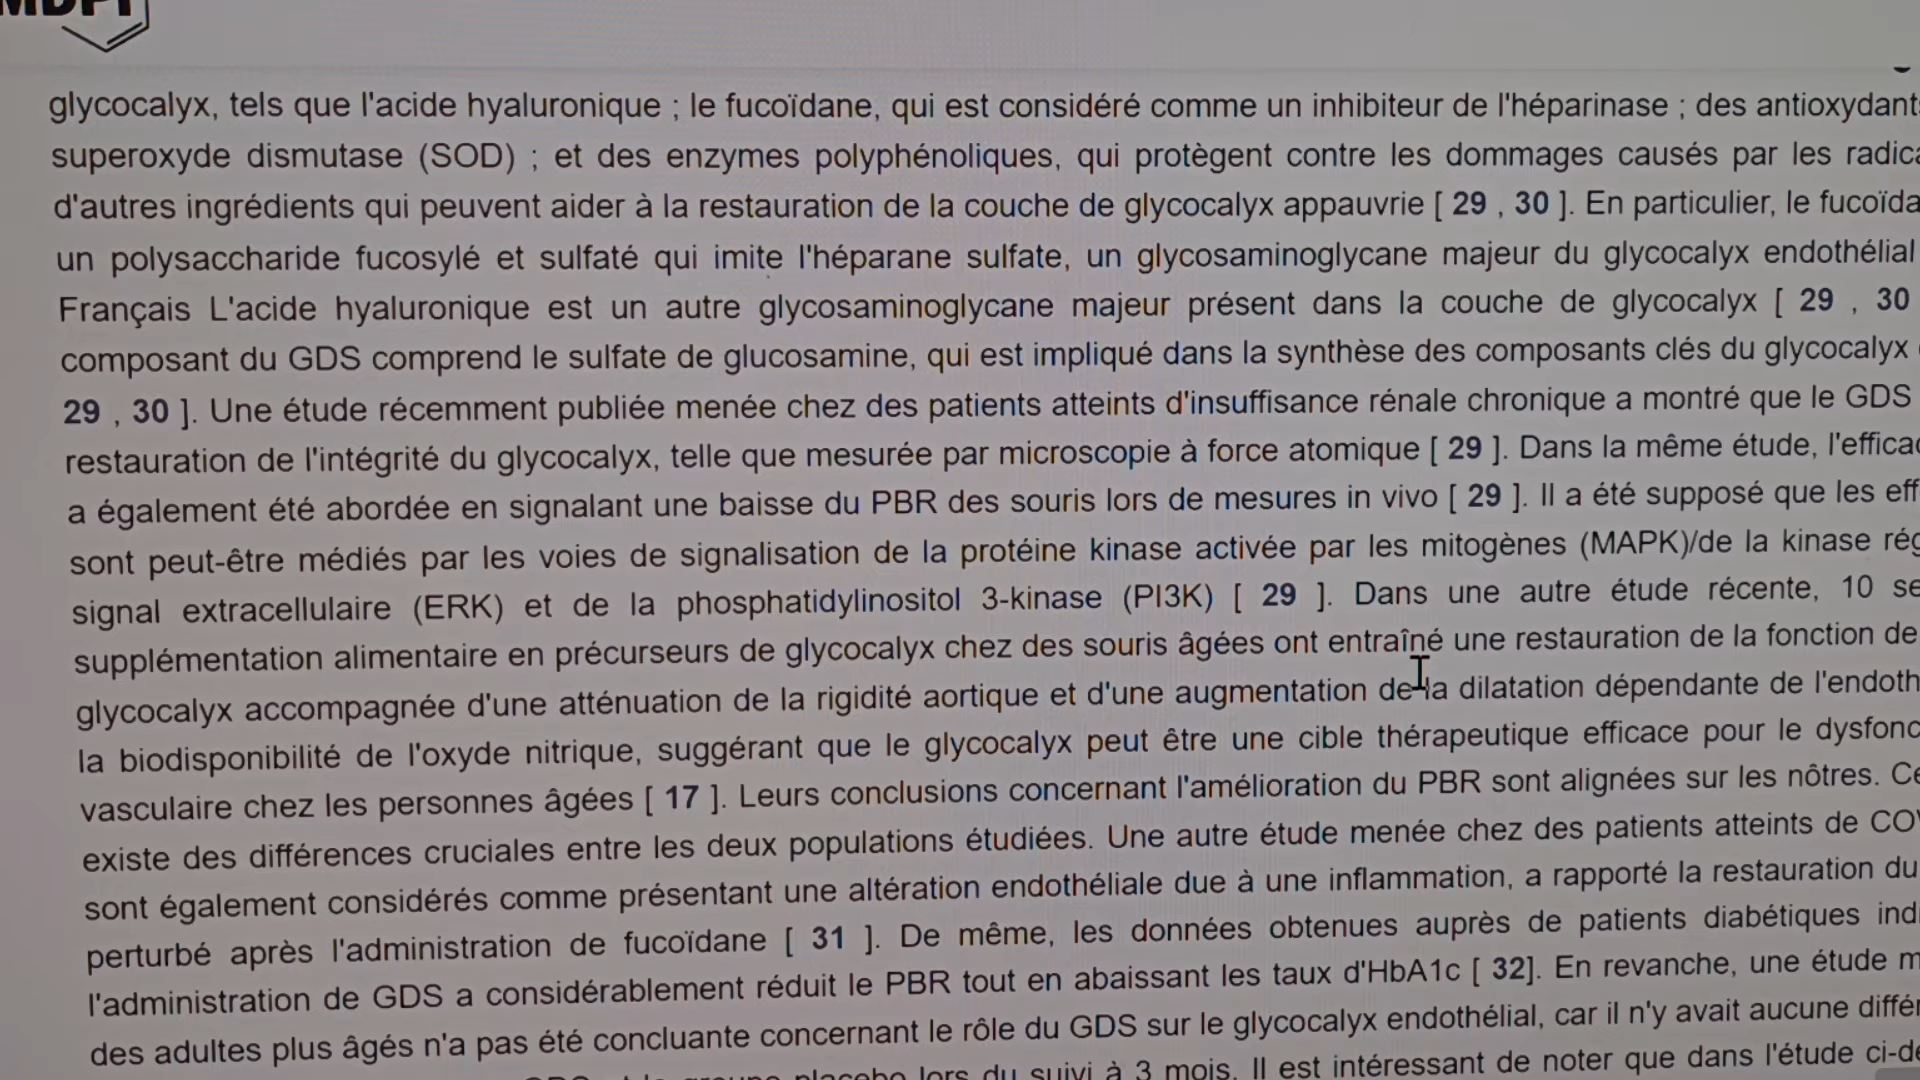 MDPI
glycocalyx, tels que l'acide hyaluronique ; le fucoïdane, qui est considéré comme un inhibiteur de l'héparinase ; des
superoxyde dismutase (SOD) ; et des enzymes polyphénoliques, qui protègent contre les dommages causés par les
d'autres ingrédients qui peuvent aider à la restauration de la couche de glycocalyx appauvrie [ 29 , 30 ]. En particulier, le
un polysaccharide fucosylé et sulfaté qui imite l'héparane sulfate, un glycosaminoglycane majeur du glycocalyx endothélial
Français L'acide hyaluronique est un autre glycosaminoglycane majeur présent dans la couche de glycocalyx [ 29 , 30
composant du GDS comprend le sulfate de glucosamine, qui est impliqué dans la synthèse des composants clés du glycocalyx
29 , 30 ]. Une étude récemment publiée menée chez des patients atteints d'insuffisance rénale chronique a montré que le GDS
restauration de l'intégrité du glycocalyx, telle que mesurée par microscopie à force atomique [ 29 ]. Dans la même étude,
a également été abordée en signalant une baisse du PBR des souris lors de mesures in vivo [ 29 ]. Il a été supposé que les
sont peut-être médiés par les voies de signalisation de la protéine kinase activée par les mitogènes (MAPK)/de la kinase
signal extracellulaire (ERK) et de la phosphatidylinositol 3-kinase (PI3K) [ 29 ]. Dans une autre étude récente, 10
supplémentation alimentaire en précurseurs de glycocalyx chez des souris âgées ont entraîné une restauration de la fonction de
glycocalyx accompagnée d'une atténuation de la rigidité aortique et d'une augmentation de la dilatation dépendante de
la biodisponibilité de l'oxyde nitrique, suggérant que le glycocalyx peut être une cible thérapeutique efficace pour le
vasculaire chez les personnes âgées [ 17 ]. Leurs conclusions concernant l'amélioration du PBR sont alignées sur les nôtres.
existe des différences cruciales entre les deux populations étudiées. Une autre étude menée chez des patients atteints de
sont également considérés comme présentant une altération endothéliale due à une inflammation, a rapporté la restauration du
perturbé après l'administration de fucoïdane [ 31 ]. De même, les données obtenues auprès de patients diabétiques
l'administration de GDS a considérablement réduit le PBR tout en abaissant les taux d'HbA1c [ 32]. En revanche, une étude
des adultes plus âgés n'a pas été concluante concernant le rôle du GDS sur le glycocalyx endothélial, car il n'y avait aucune
placebo lors du suivi à 3 mois. Il est intéressant de noter que dans l'étude